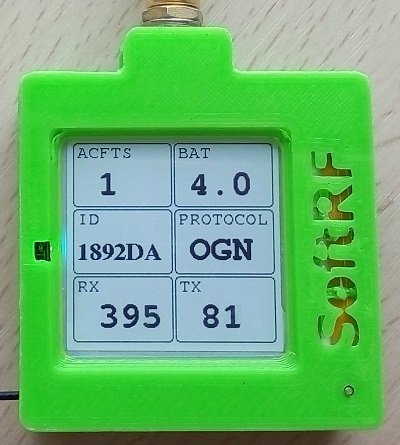 ACFTS BAT
1 4.0
ID PROTOCOL
1892DA OGN
RX TX
395 81
SoftRF